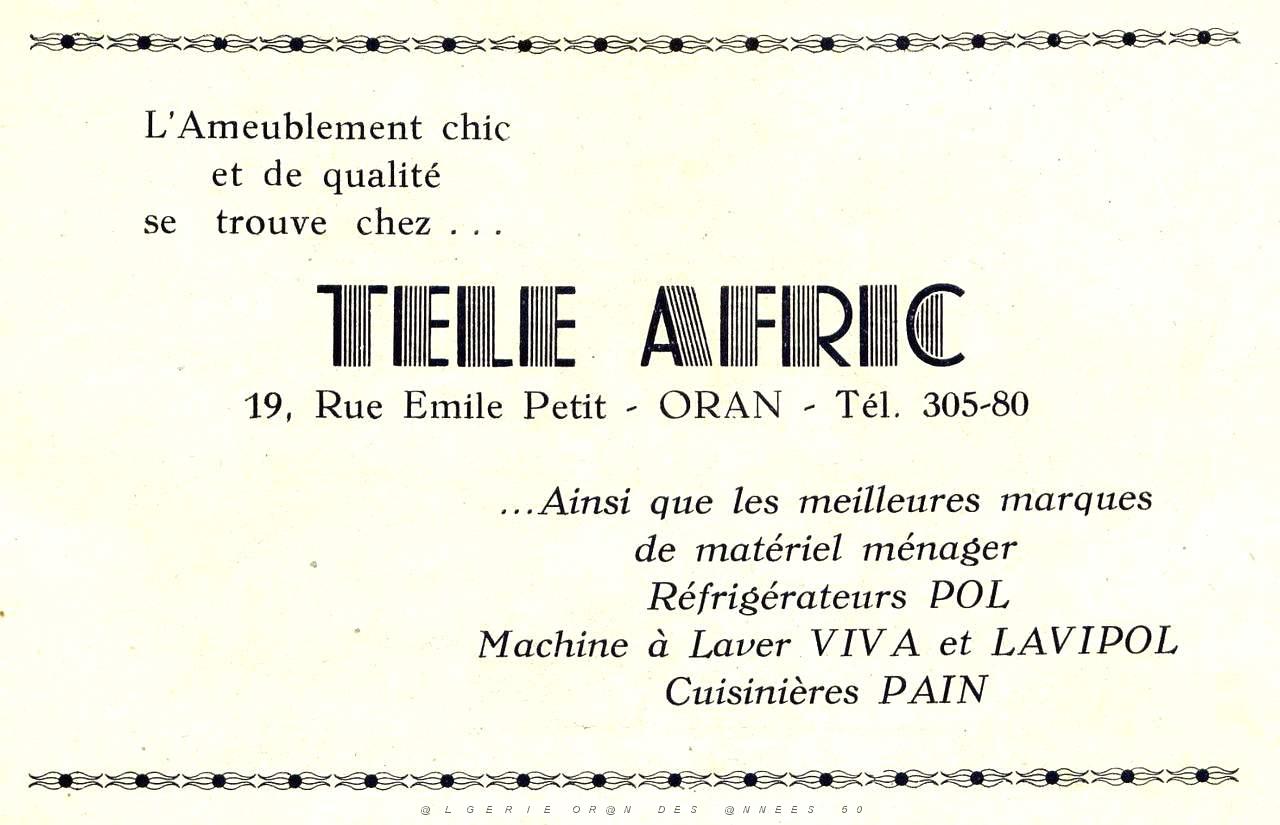 L'Ameublement chic
et de qualité
se trouve chez ...
TELE AFRIC
19, Rue Emile Petit - ORAN - Tél. 305-80
...Ainsi que les meilleures marques
de matériel ménager
Réfrigérateurs POL
Machine à Laver VIVA et LAVIPOL
Cuisinières PAIN
@LGERIE OR@N DES @NNEES 50